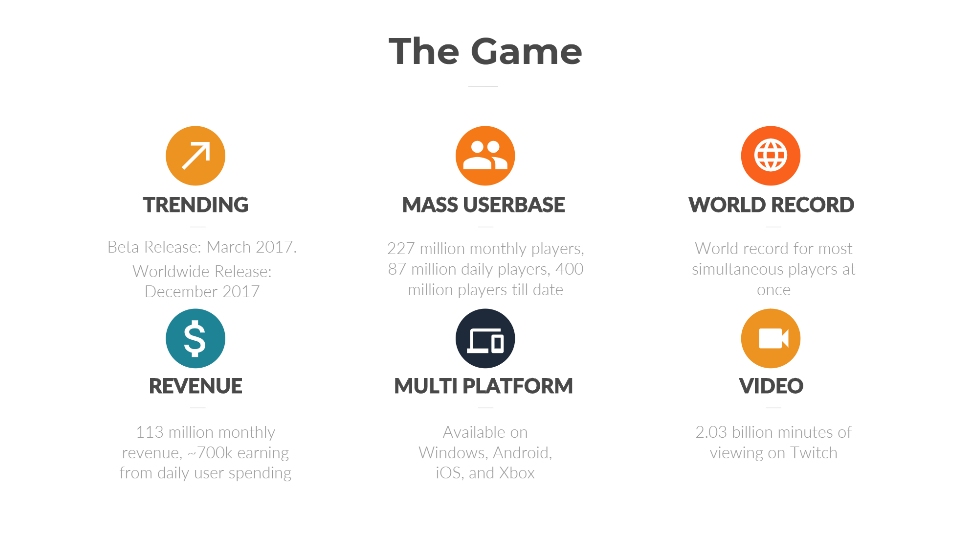 The Game
TRENDING
Beta Release: March 2017.
Worldwide Release:
December 2017
MASS USERBASE
227 million monthly players,
87 million daily players, 400
million players till date
WORLD RECORD
World record for most
simultaneous players at
once
REVENUE
113 million monthly
revenue, ~700k earning
from daily user spending
MULTI PLATFORM
Available on
Windows, Android,
iOS, and Xbox
VIDEO
2.03 billion minutes of
viewing on Twitch